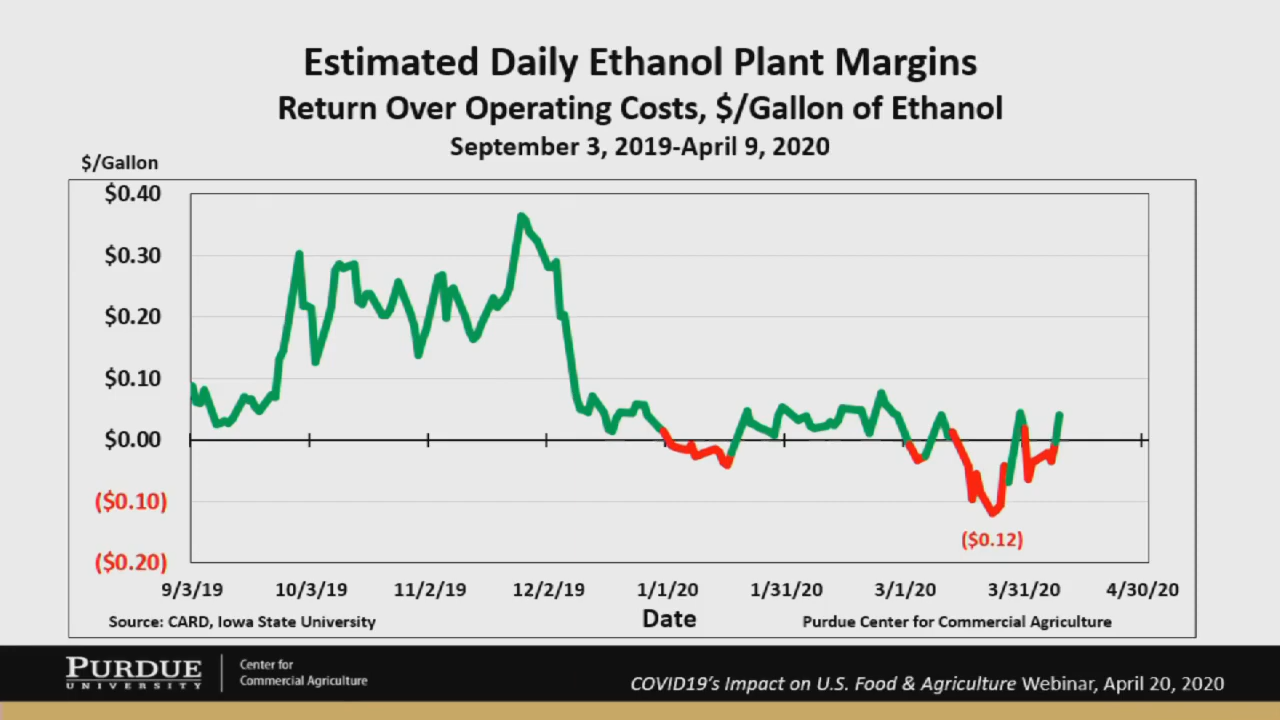 Estimated Daily Ethanol Plant Margins
Return Over Operating Costs, $/Gallon of Ethanol
September 3, 2019-April 9, 2020
$/Gallon
$0.40
$0.30
$0.20
$0.10
$0.00
($0.10)
($0.20)
($0.12)
9/3/19 10/3/19 11/2/19 12/2/19 1/1/20 1/31/20 3/1/20 3/31/20 4/30/20
Source: CARD, Iowa State University
Date
Purdue Center for Commercial Agriculture
PURDUE
UNIVERSITY
Center for
Commercial Agriculture
COVID19's Impact on U.S. Food & Agriculture Webinar, April 20, 2020